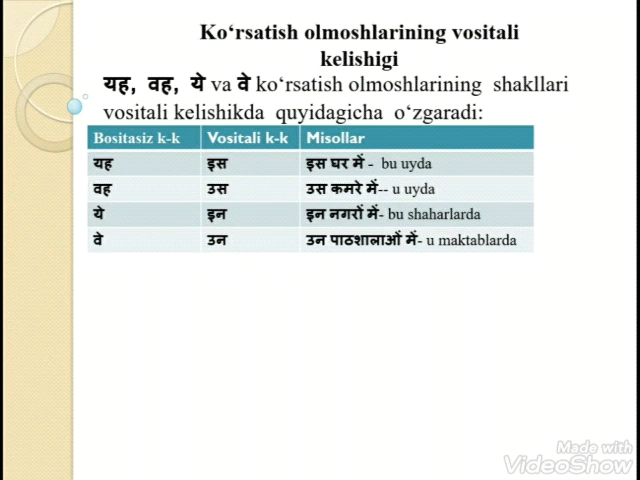 Ko‘rsatish olmoshlarining vositali
kelishigi
यह, वह, ये va वे ko‘rsatish olmoshlarining shakllari
vositali kelishikda quyidagicha o‘zgaradi:
Bositasiz k-k Vositali k-k Misollar
यह इस इस घर में - bu uyda
वह उस उस कमरे में-- u uyda
ये इन इन नगरों में- bu shaharlarda
वे उन उन पाठशालाओं में- u maktablarda
Made with
VideoShow